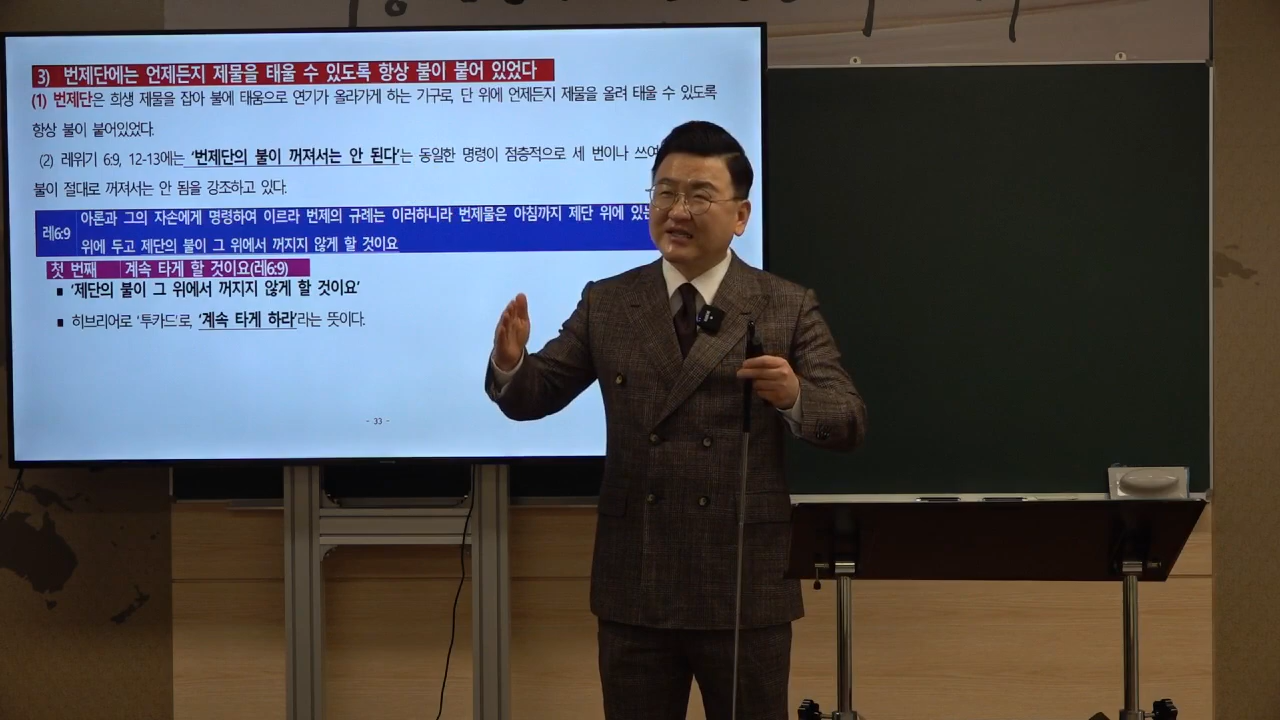 3) 번제단에는 언제든지 제물을 태울 수 있도록 항상 불이 붙어 있었다
(1) 번제단은 희생 제물을 잡아 불에 태움으로 연기가 올라가게 하는 기구로, 단 위에 언제든지 제물을 올려 태울 수 있도록
항상 불이 붙어있었다.
(2) 레위기 6:9, 12-13에는 '번제단의 불이 꺼져서는 안 된다'는 동일한 명령이 점층적으로 세 번이나 쓰여
불이 절대로 꺼져서는 안 됨을 강조하고 있다.
레6:9 아론과 그의 자손에게 명령하여 이르라 번제의 규례는 이러하니라 번제물은 아침까지 제단 위에 있는
위에 두고 제단의 불이 그 위에서 꺼지지 않게 할 것이요
첫 번째 계속 타게 할 것이요(레6:9)
▪ '제단의 불이 그 위에서 꺼지지 않게 할 것이요'
▪ 히브리어로 '투카드'로, '계속 타게 하라'라는 뜻이다.
- 33 -